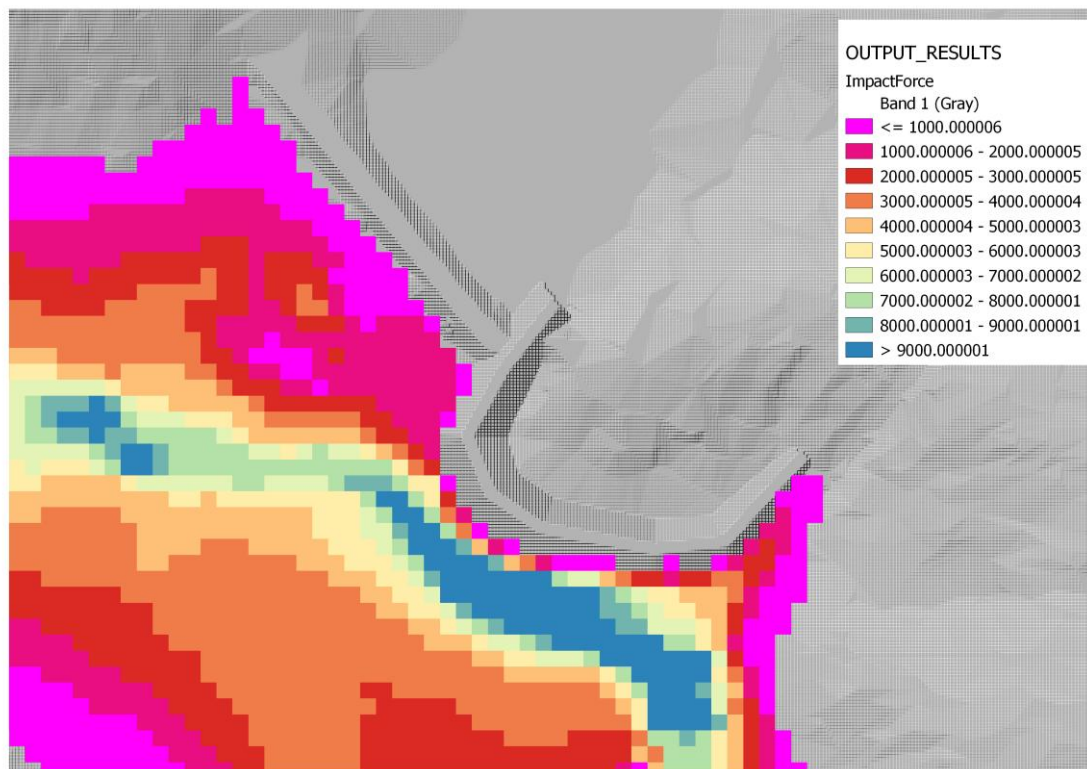 OUTPUT_RESULTS
ImpactForce
Band 1 (Gray)
<= 1000.000006
1000.000006 - 2000.000005
2000.000005 - 3000.000005
3000.000005 - 4000.000004
4000.000004 - 5000.000003
5000.000003 - 6000.000003
6000.000003 - 7000.000002
7000.000002 - 8000.000001
8000.000001 - 9000.000001
> 9000.000001